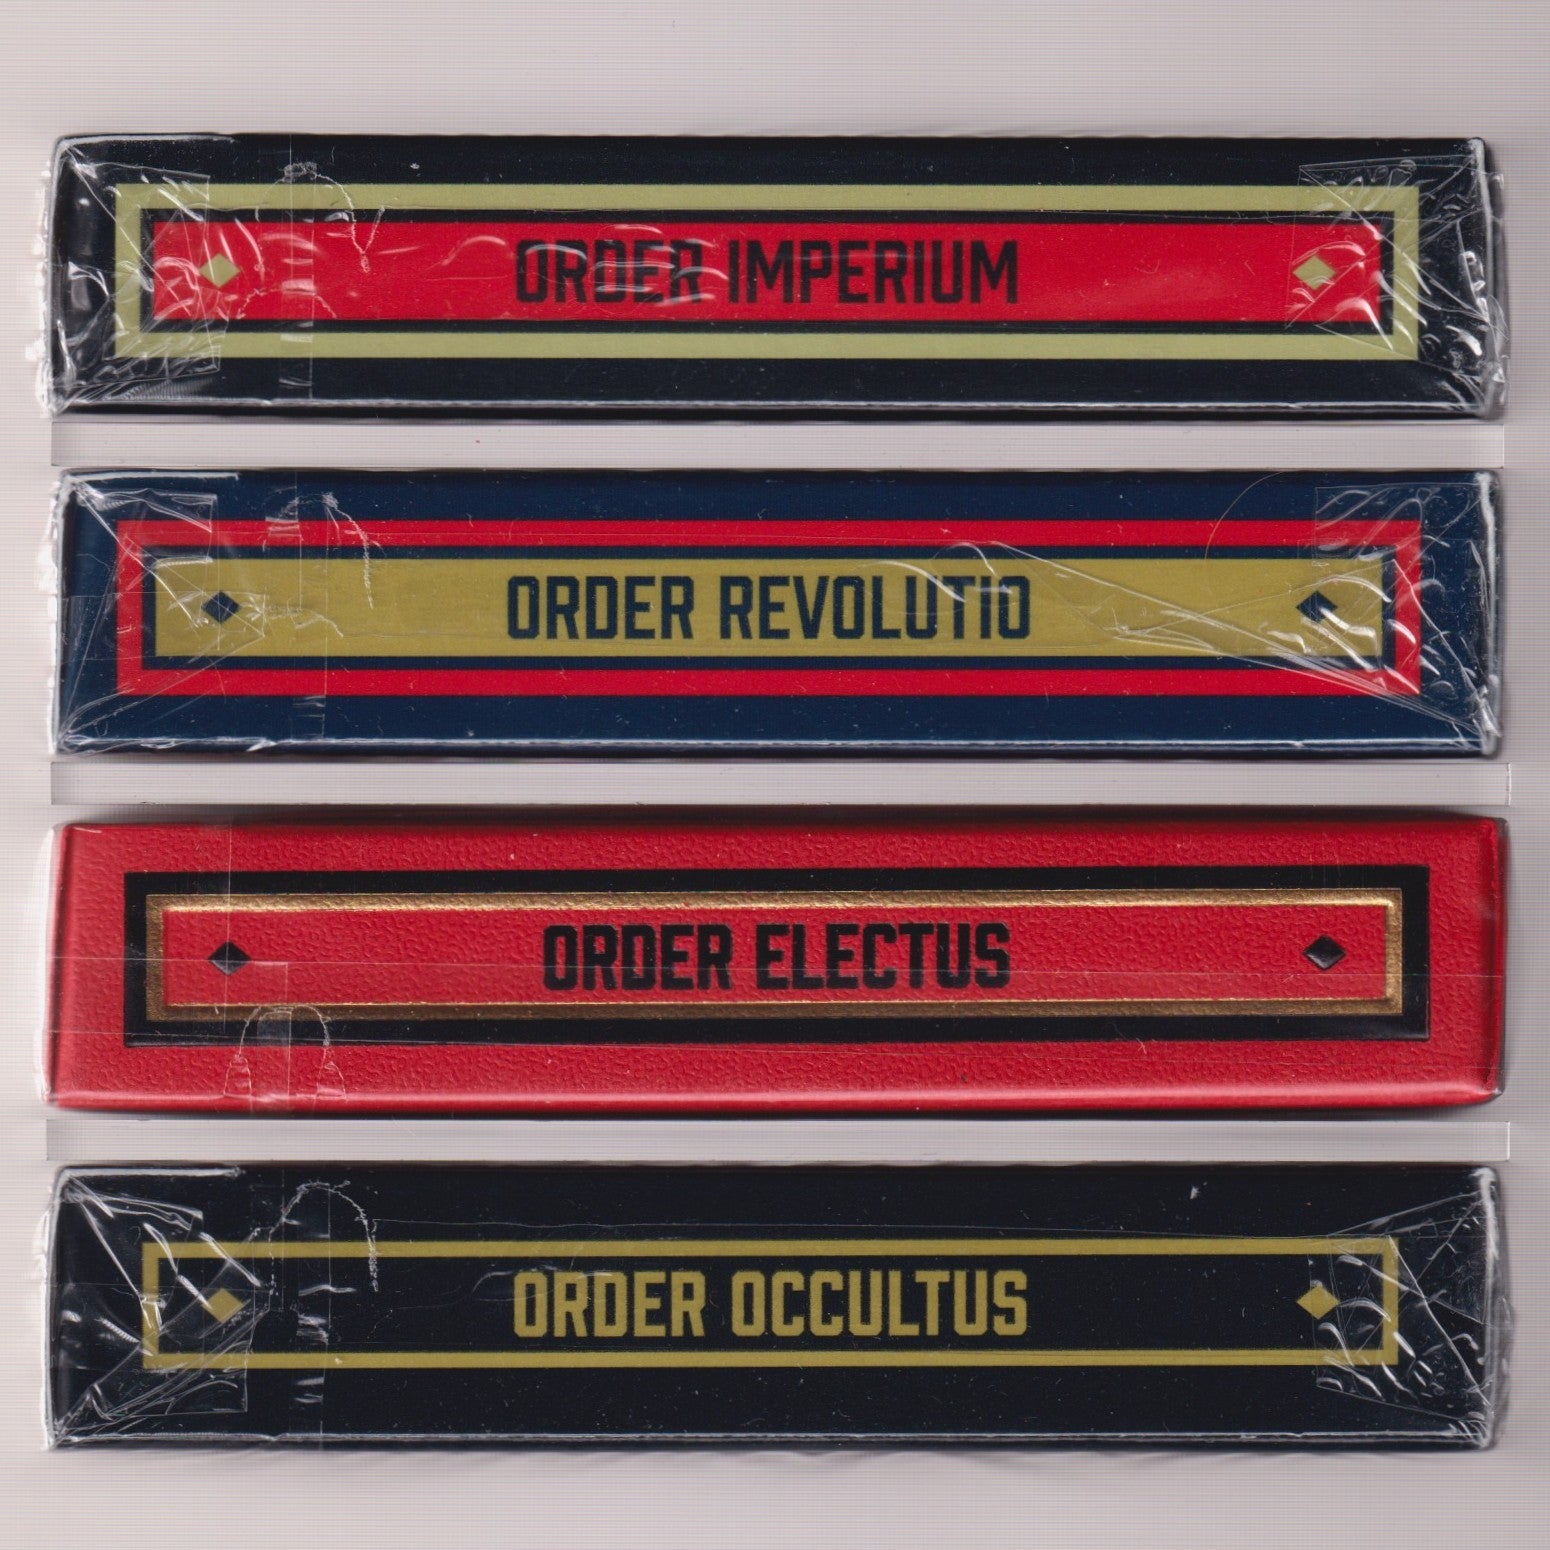 ORDER IMPERIUM
ORDER REVOLUTIO
ORDER ELECTUS
ORDER OCCULTUS